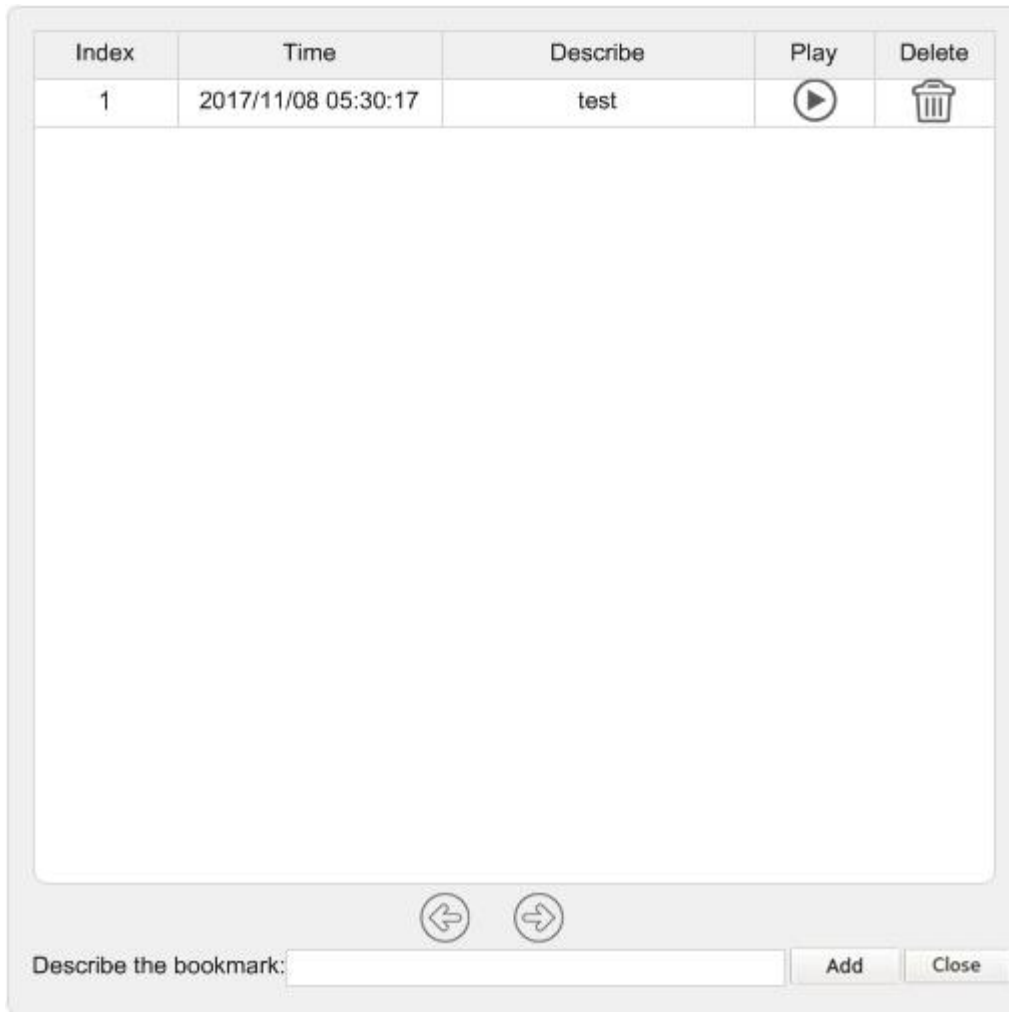 Index Time Describe Play Delete
1 2017/11/08 05:30:17 test
Describe the bookmark: Add Close